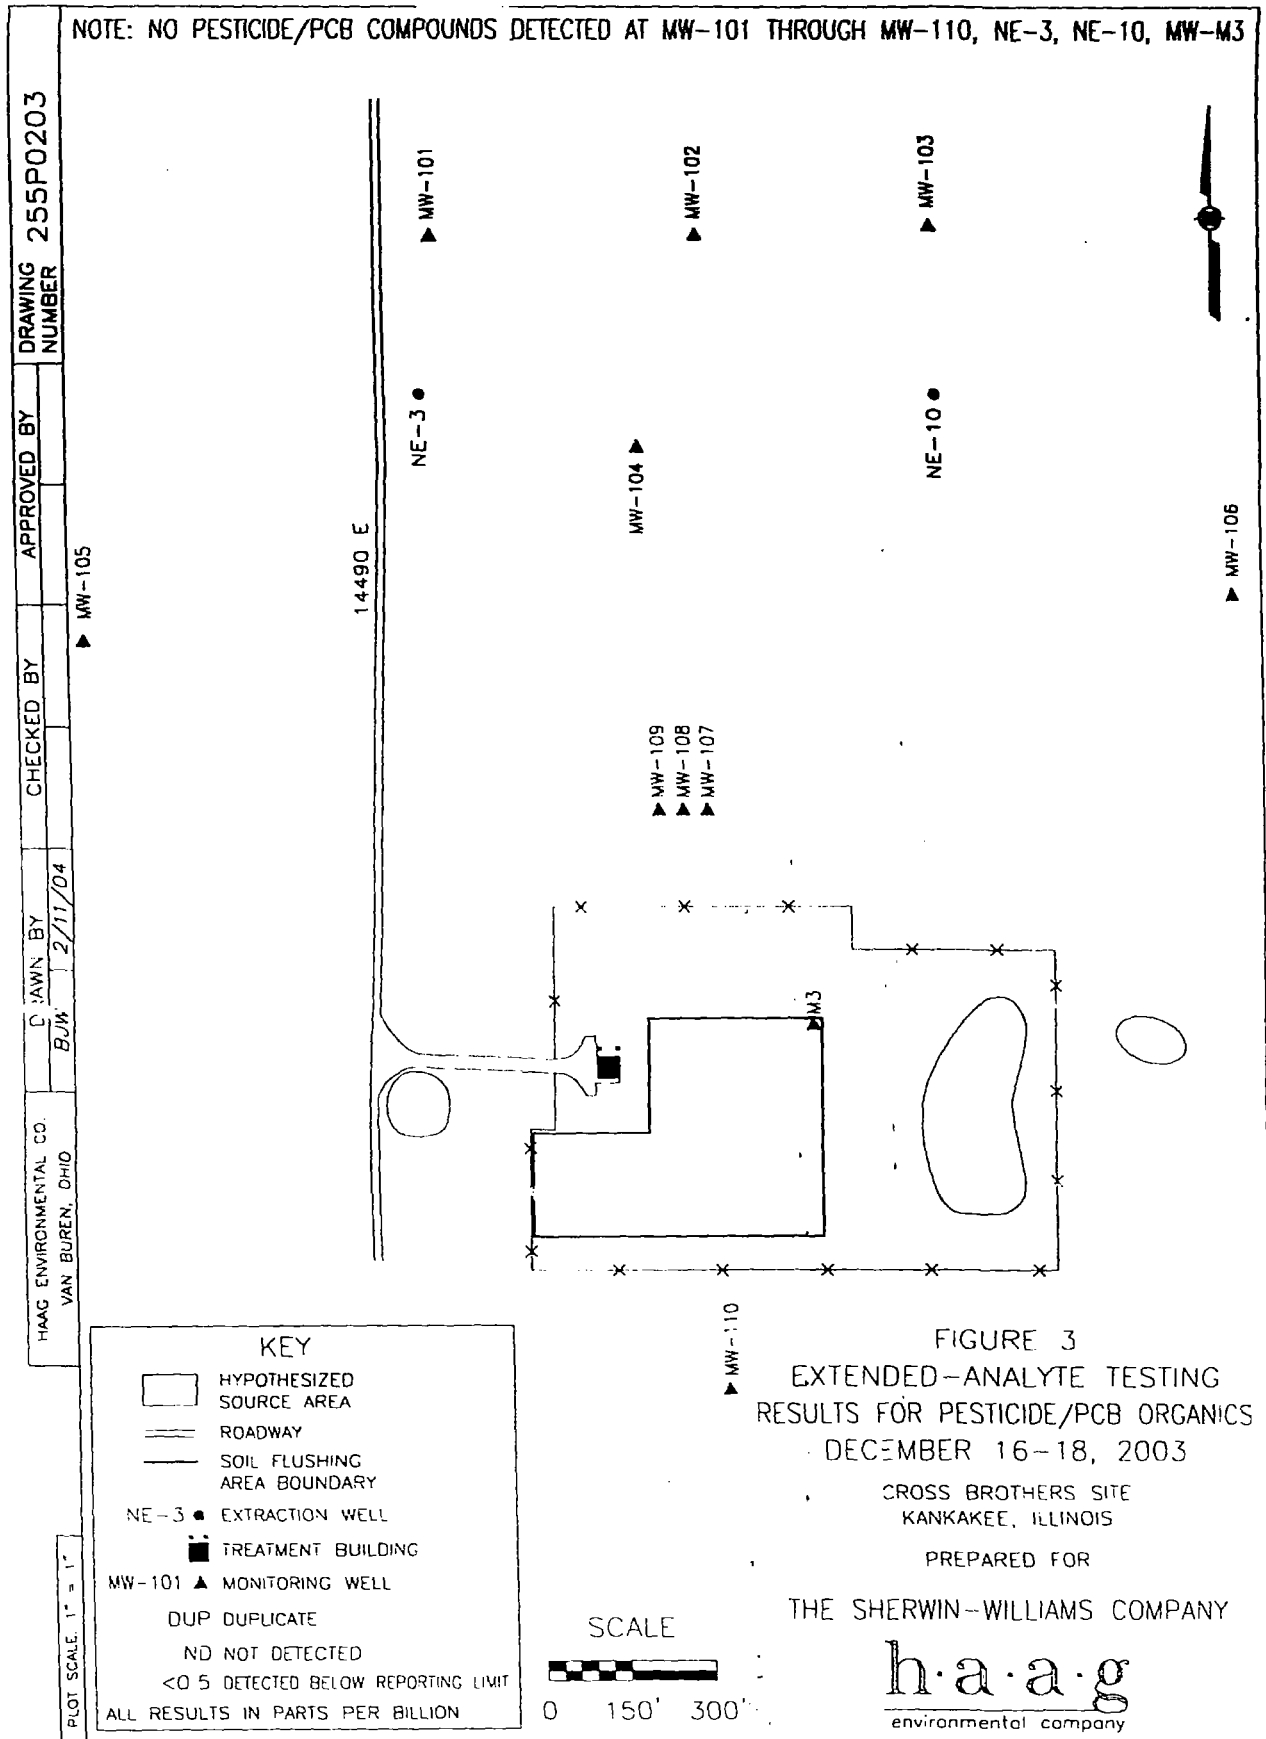 NOTE: NO PESTICIDE/PCB COMPOUNDS DETECTED AT MW-101 THROUGH MW-110, NE-3, NE-10, MW-M3
DRAWING NUMBER 255P0203
APPROVED BY
CHECKED BY
DRAWN BY
BJW 2/11/04
HAAG ENVIRONMENTAL CO.
VAN BUREN, OHIO
PLOT SCALE 1" = 1"
MW-101
MW-102
MW-103
NE-3
MW-104
NE-10
14490 E
MW-105
MW-106
MW-109
MW-108
MW-107
M3
MW-110
KEY
HYPOTHESIZED
SOURCE AREA
ROADWAY
SOIL FLUSHING
AREA BOUNDARY
NE-3 EXTRACTION WELL
TREATMENT BUILDING
MW-101 MONITORING WELL
DUP DUPLICATE
ND NOT DETECTED
<0 5 DETECTED BELOW REPORTING LIMIT
ALL RESULTS IN PARTS PER BILLION
SCALE
0 150' 300'
FIGURE 3
EXTENDED-ANALYTE TESTING
RESULTS FOR PESTICIDE/PCB ORGANICS
DECEMBER 16-18, 2003
CROSS BROTHERS SITE
KANKAKEE, ILLINOIS
PREPARED FOR
THE SHERWIN-WILLIAMS COMPANY
h·a·a·g
environmental company